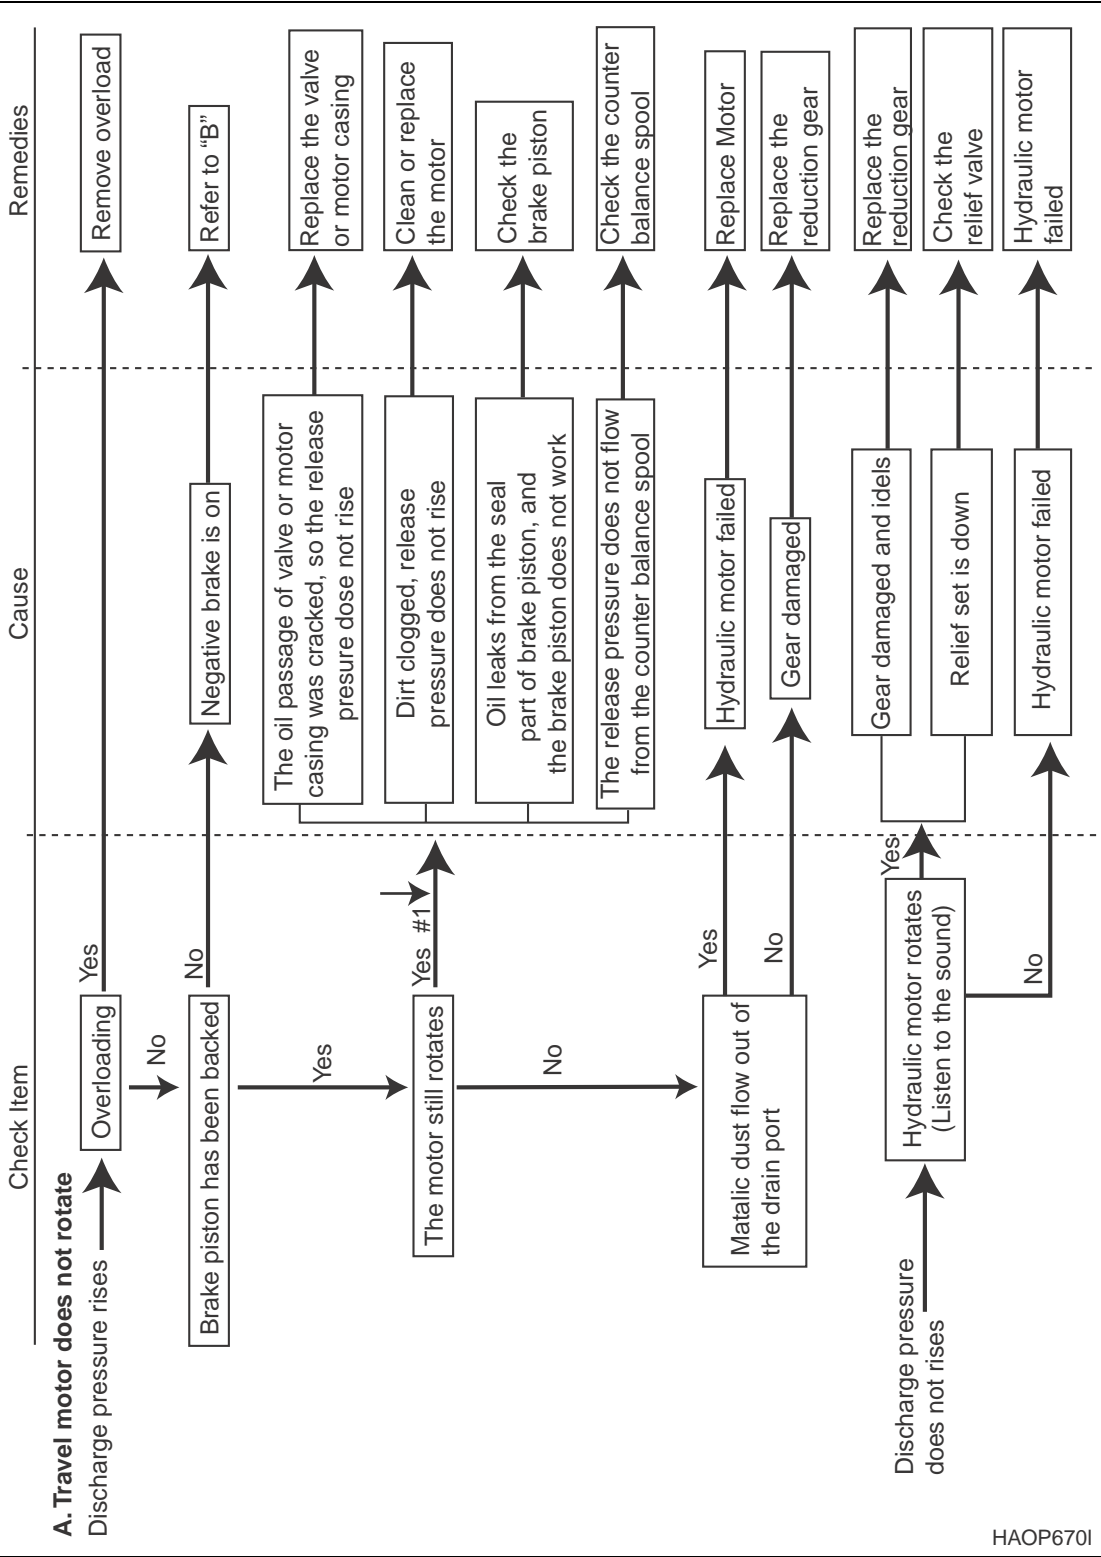 Check Item
Cause
Remedies
A. Travel motor does not rotate
Discharge pressure rises
Overloading
Yes
Remove overload
No
Brake piston has been backed
No
Negative brake is on
Refer to “B”
Yes
The motor still rotates
Yes #1
The oil passage of valve or motor
casing was cracked, so the release
presure dose not rise
Replace the valve
or motor casing
Dirt clogged, release
pressure does not rise
Clean or replace
the motor
Oil leaks from the seal
part of brake piston, and
the brake piston does not work
Check the
brake piston
The release pressure does not flow
from the counter balance spool
Check the counter
balance spool
No
Matalic dust flow out of
the drain port
Yes
Hydraulic motor failed
Replace Motor
No
Gear damaged
Replace the
reduction gear
Discharge pressure
does not rises
Hydraulic motor rotates
(Listen to the sound)
Yes
Gear damaged and idels
Replace the
reduction gear
Relief set is down
Check the
relief valve
No
Hydraulic motor failed
Hydraulic motor
failed
HAOP670l